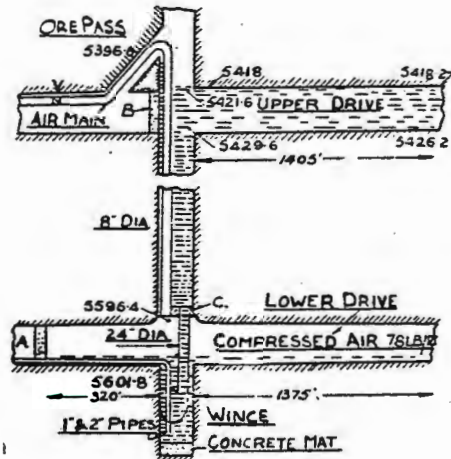 ORE PASS
5396·
5418
5418·2
V
AIR MAIN
B
5421·6
UPPER DRIVE
5429·6
5426·2
1405'
8" DIA
5596·4
C.
LOWER DRIVE
A
24" DIA
COMPRESSED AIR 78LB/
5601·8
320'
1375'
1" & 2" PIPES
WINCE
CONCRETE MAT